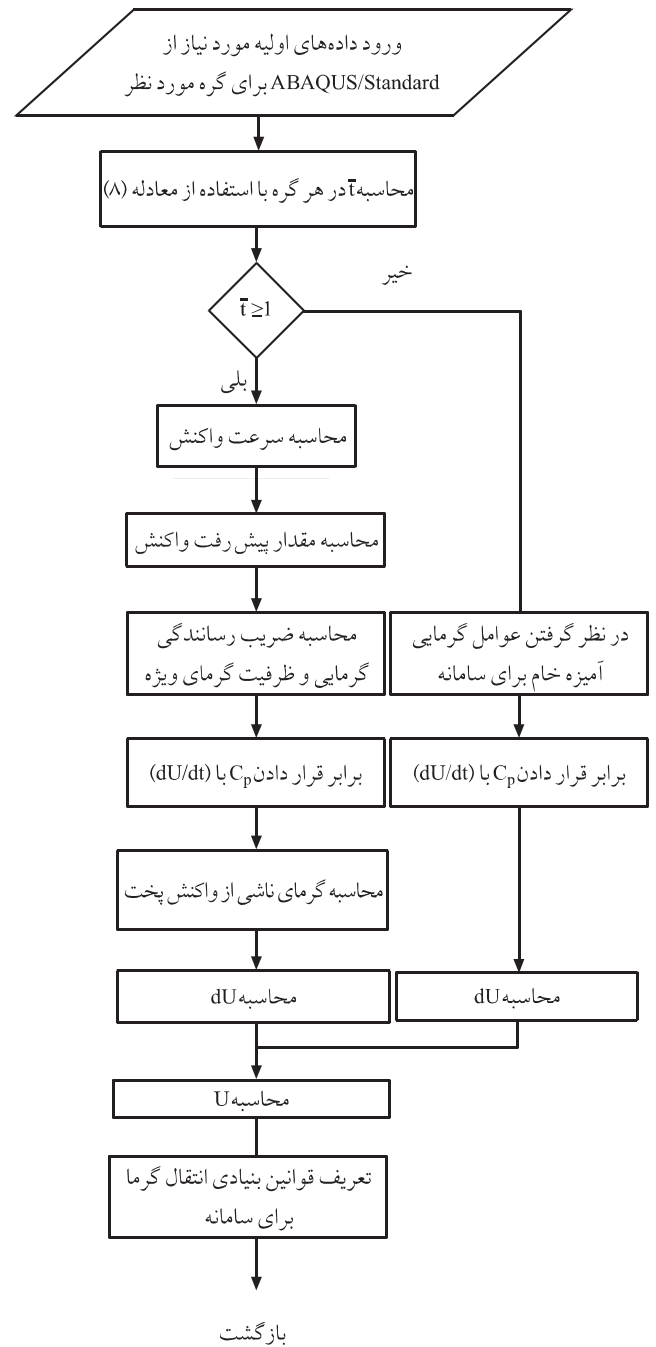 ورود داده‌های اولیه مورد نیاز از
ABAQUS/Standard برای گره مورد نظر
محاسبه t̄ در هر گره با استفاده از معادله (۸)
خیر
t̄ ≥1
بلی
محاسبه سرعت واکنش
محاسبه مقدار پیش رفت واکنش
محاسبه ضریب رسانندگی
گرمایی و ظرفیت گرمای ویژه
در نظر گرفتن عوامل گرمایی
آمیزه خام برای سامانه
برابر قرار دادن Cp با (dU/dt)
برابر قرار دادن Cp با (dU/dt)
محاسبه گرمای ناشی از واکنش پخت
محاسبه dU
محاسبه dU
محاسبه U
تعریف قوانین بنیادی انتقال گرما
برای سامانه
بازگشت